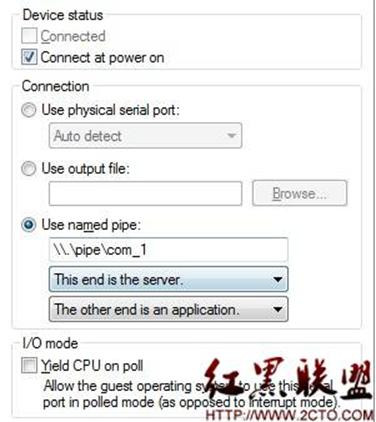 Device status
Connected
Connect at power on
Connection
Use physical serial port:
Auto detect
Use output file:
Browse...
Use named pipe:
\\.\pipe\com_1
This end is the server.
The other end is an application.
I/O mode
Yield CPU on poll
Allow the guest operating system to use this serial
port in polled mode (as opposed to interrupt mode).
红黑联盟
HTTP://WWW.2CTO.COM